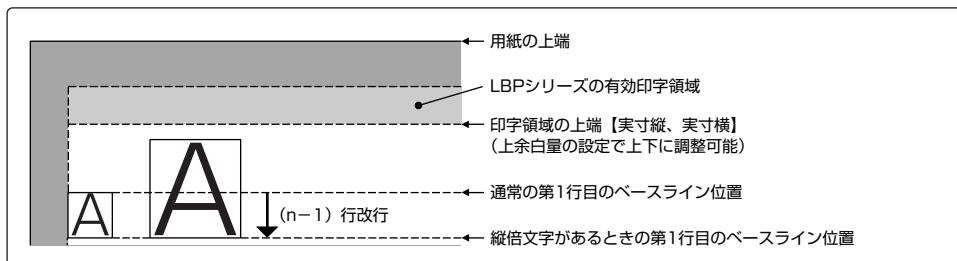 用紙の上端
LBPシリーズの有効印字領域
印字領域の上端【実寸縦、実寸横】
（上余白量の設定で上下に調整可能）
通常の第1行目のベースライン位置
A
A
（n－1）行改行
縦倍文字があるときの第1行目のベースライン位置